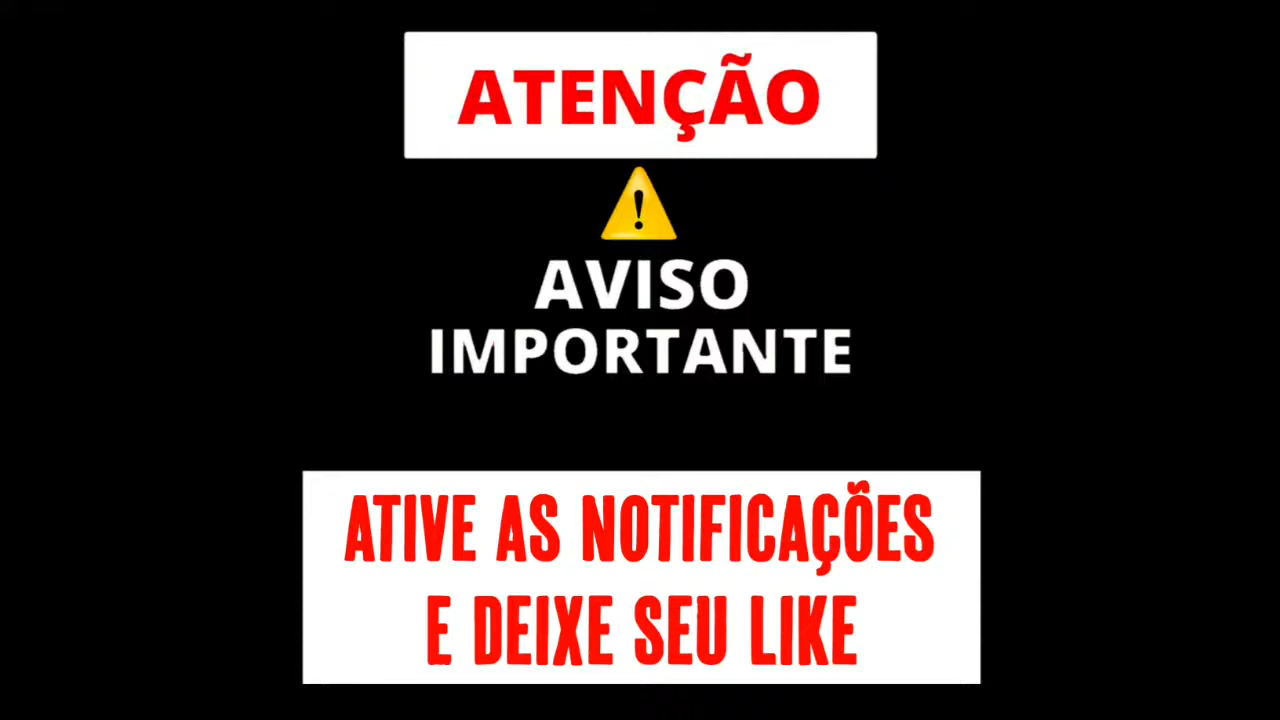 ATENÇÃO
AVISO
IMPORTANTE
ATIVE AS NOTIFICAÇÕES
E DEIXE SEU LIKE